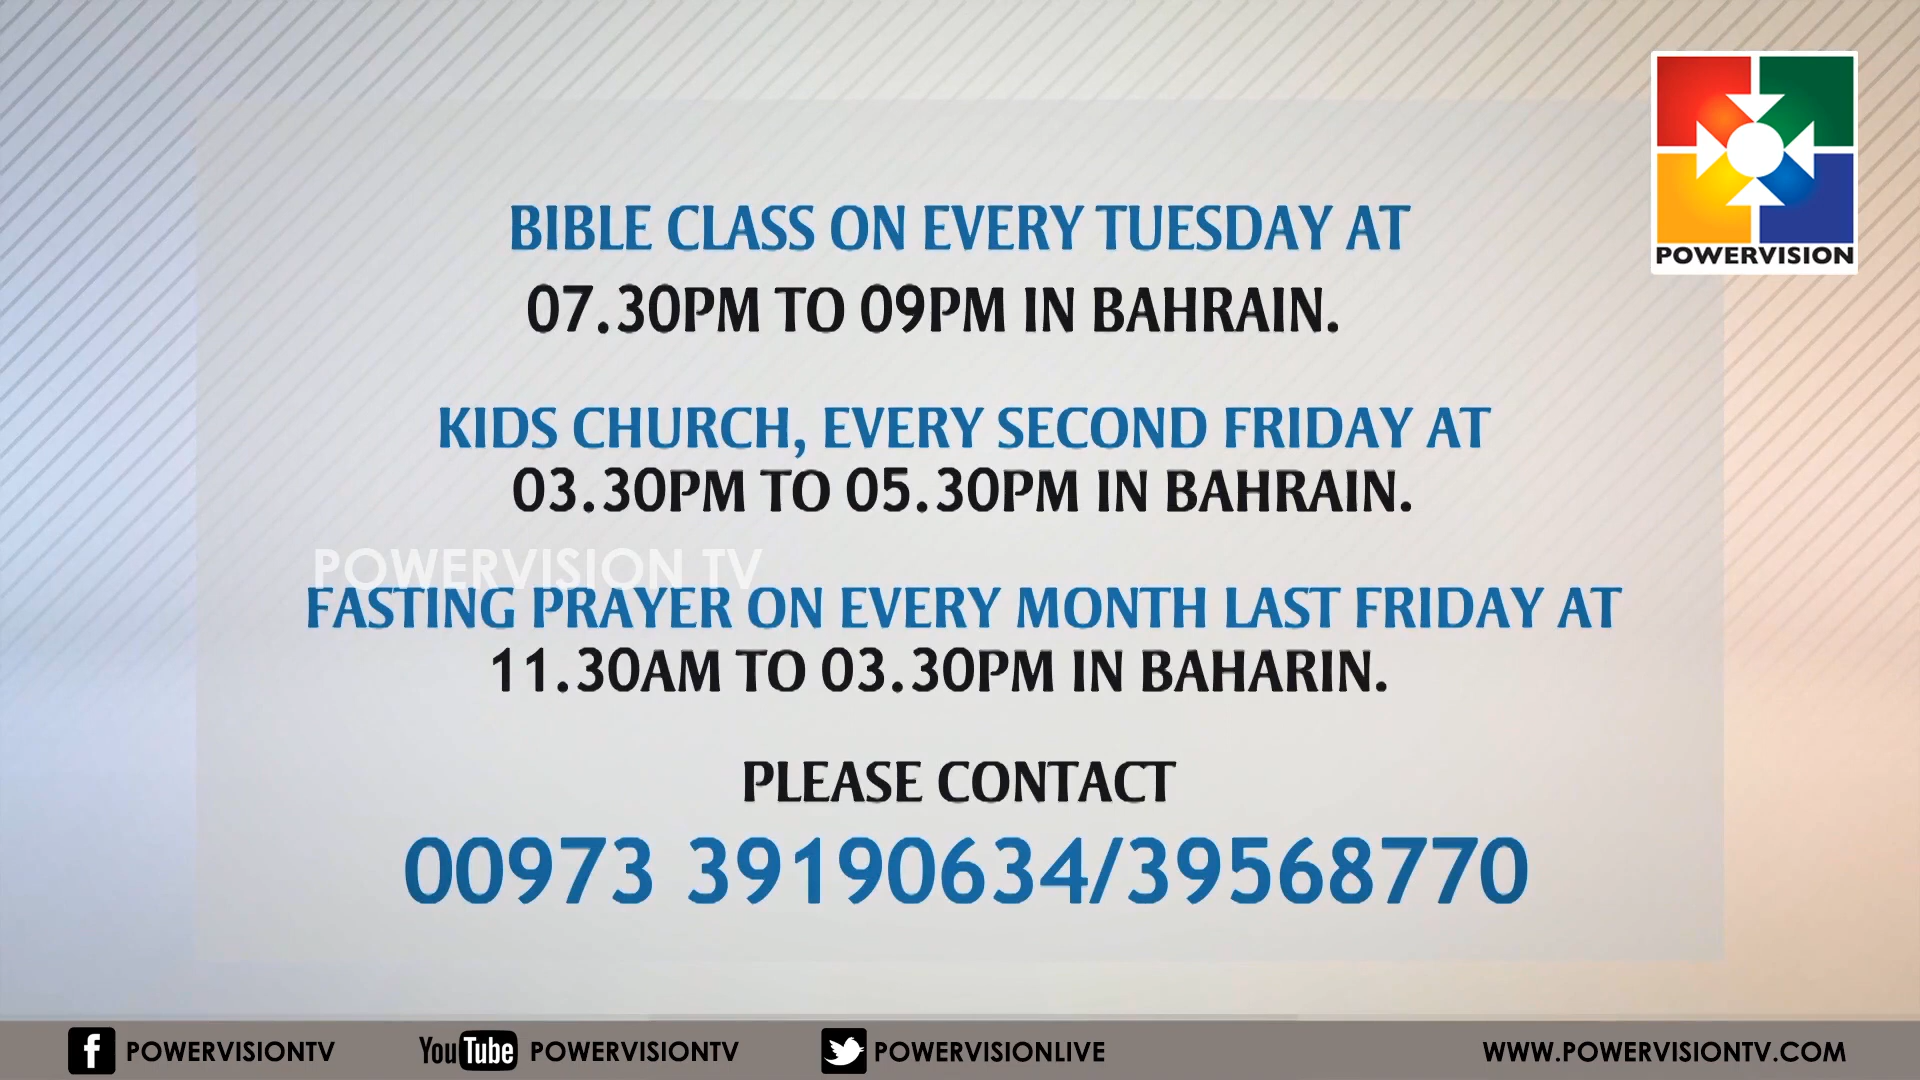 POWERVISION
BIBLE CLASS ON EVERY TUESDAY AT
07.30PM TO 09PM IN BAHRAIN.
KIDS CHURCH, EVERY SECOND FRIDAY AT
03.30PM TO 05.30PM IN BAHRAIN.
POWERVISION TV
FASTING PRAYER ON EVERY MONTH LAST FRIDAY AT
11.30AM TO 03.30PM IN BAHARIN.
PLEASE CONTACT
00973 39190634/39568770
f POWERVISIONTV YouTube POWERVISIONTV POWERVISIONLIVE WWW.POWERVISIONTV.COM